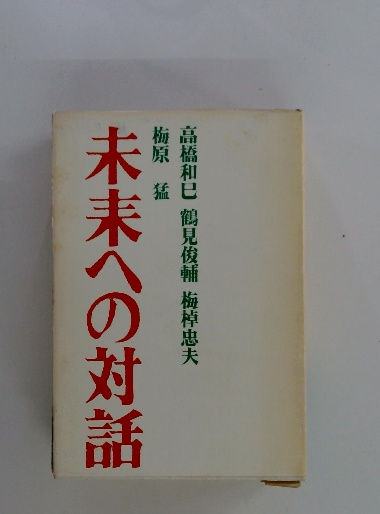 高橋和巳 鶴見俊輔 梅棹忠夫
梅原 猛
未来への対話